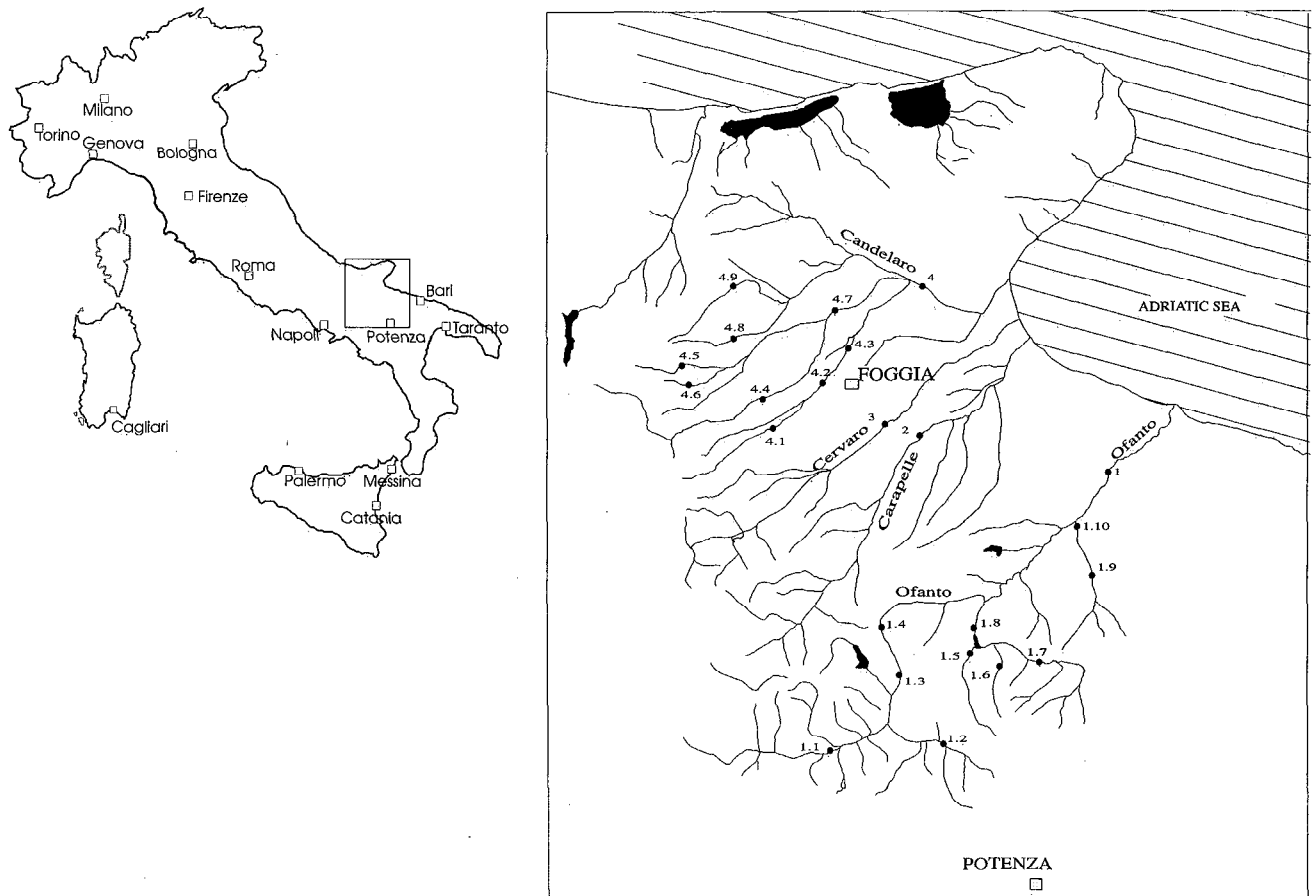 Milano
Torino
Genova
Bologna
Firenze
Roma
Bari
Napoli
Potenza
Taranto
Cagliari
Palermo
Messina
Catania
Candelaro
4
4.9
4.7
4.8
4.3
4.5
4.2
FOGGIA
4.6
4.4
4.1
3
2
Cervaro
Carapelle
ADRIATIC SEA
Ofanto
1
1.10
1.9
Ofanto
1.4
1.8
1.5
1.7
1.6
1.3
1.2
1.1
POTENZA